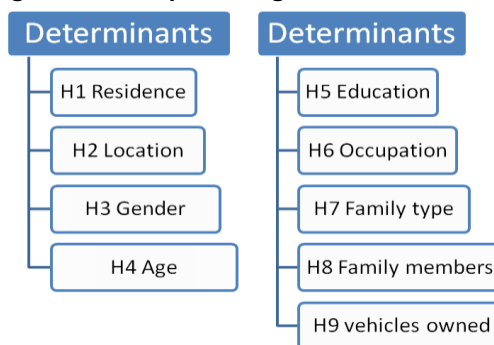 Determinants
H1 Residence
H2 Location
H3 Gender
H4 Age
Determinants
H5 Education
H6 Occupation
H7 Family type
H8 Family members
H9 vehicles owned